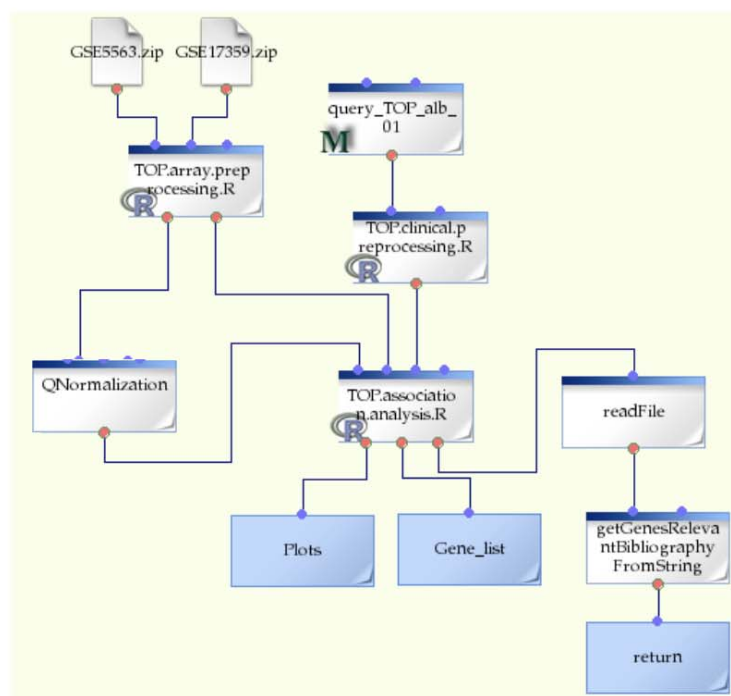 GSE5563.zip
GSE17359.zip
query_TOP_alb_
01
M
TOP.array.prep
rocessing.R
R
TOP.clinical.p
reprocessing.R
R
QNormalization
TOP.associatio
n.analysis.R
R
readFile
Plots
Gene_list
getGenesReleva
ntBibliography
FromString
return